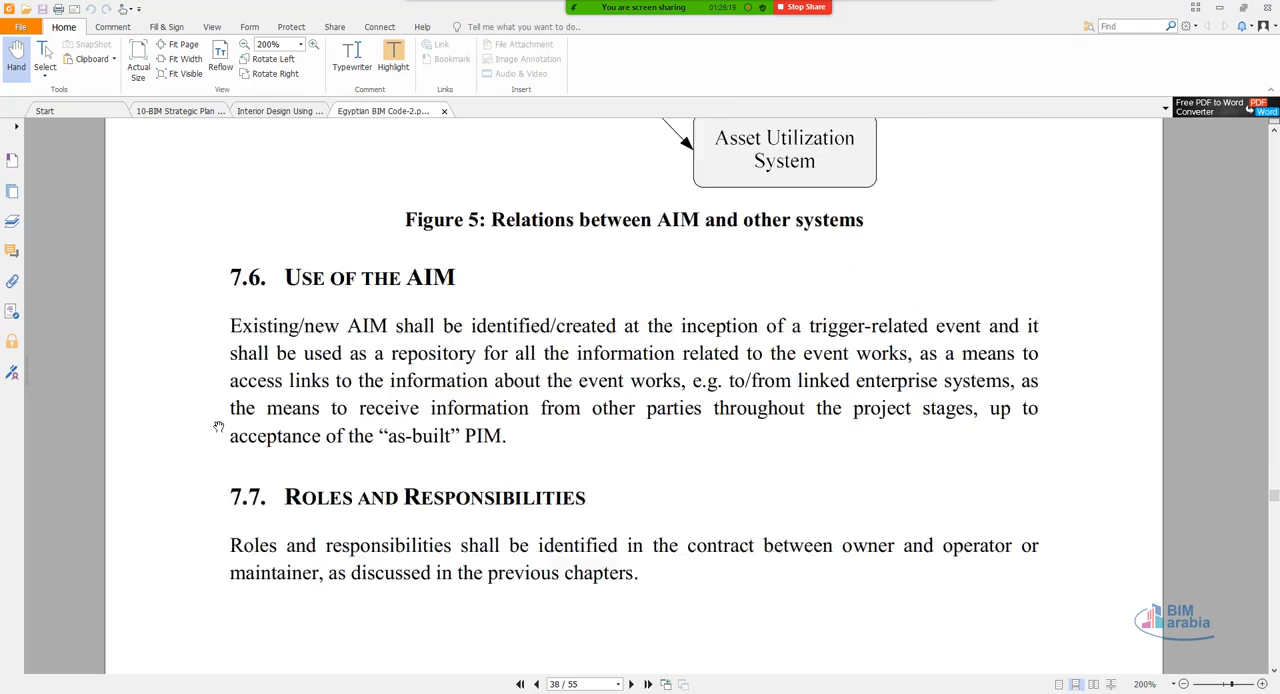 You are screen sharing 01:26:19 Stop Share
File Home Comment Fill & Sign View Form Protect Share Connect Help Tell me what you want to do.. Find
Hand Select SnapShot Clipboard Actual Size Fit Page Fit Width Fit Visible Reflow 200% Rotate Left Rotate Right Typewriter Highlight Link Bookmark File Attachment Image Annotation Audio & Video
Tools View Comment Links Insert
Start 10-BIM Strategic Plan ... Interior Design Using ... Egyptian BIM Code-2.p...
Free PDF to Word Converter PDF Word
Asset Utilization
System
Figure 5: Relations between AIM and other systems
7.6. USE OF THE AIM
Existing/new AIM shall be identified/created at the inception of a trigger-related event and it
shall be used as a repository for all the information related to the event works, as a means to
access links to the information about the event works, e.g. to/from linked enterprise systems, as
the means to receive information from other parties throughout the project stages, up to
acceptance of the “as-built” PIM.
7.7. ROLES AND RESPONSIBILITIES
Roles and responsibilities shall be identified in the contract between owner and operator or
maintainer, as discussed in the previous chapters.
BIM
arabia
38 / 55 200%